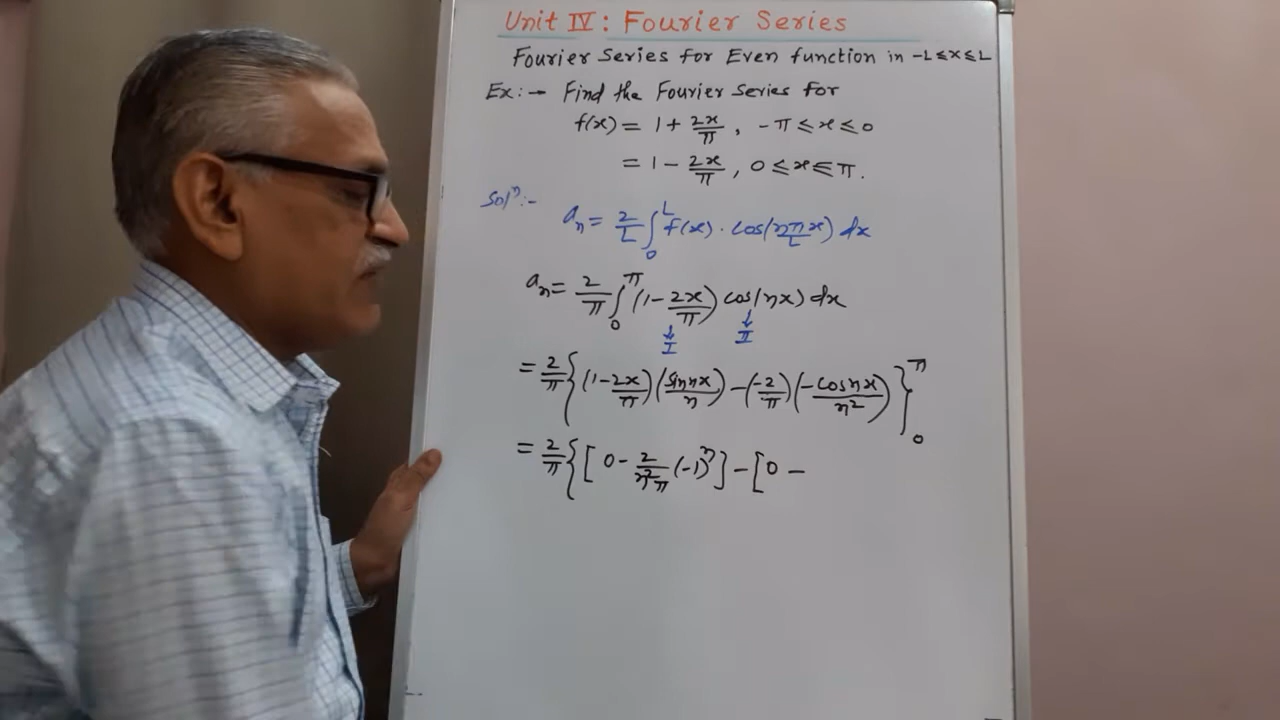 Unit IV : Fourier Series
Fourier Series for Even function in -L ≤ x ≤ L
Ex:- Find the Fourier Series for
f(x) = 1 + 2x/π , -π ≤ x ≤ 0
= 1 - 2x/π , 0 ≤ x ≤ π.
Solⁿ:- aₙ = 2/L ∫₀ᴸ f(x) . cos(nπx/L) dx
aₙ = 2/π ∫₀^π (1 - 2x/π) cos(nx) dx
↓ I ↓ II
= 2/π { (1 - 2x/π) (sin nx/n) - (-2/π) (-cos nx/n²) }₀^π
= 2/π { [ 0 - 2/n²π (-1)ⁿ ] - [ 0 -